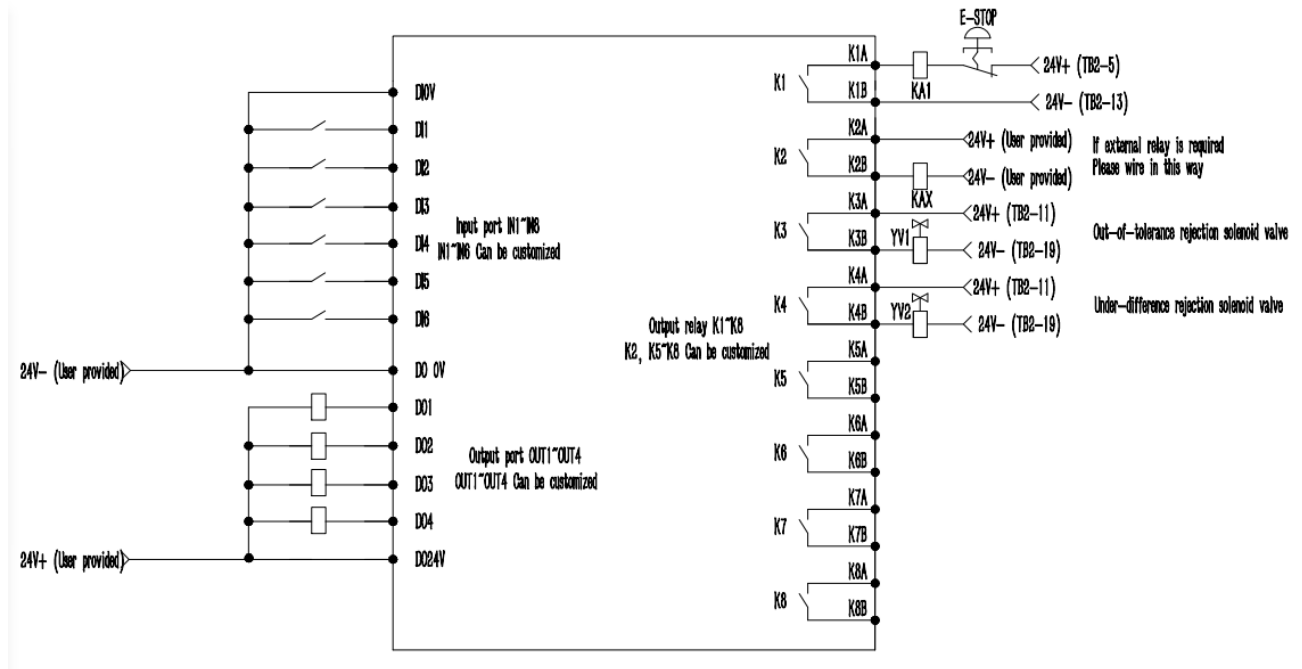 E-STOP
K1A
24V+ (TB2-5)
K1
KA1
DI0V
K1B
24V- (TB2-13)
DI1
K2A
24V+ (User provided)
If external relay is required
Please wire in this way
DI2
K2
K2B
24V- (User provided)
KAX
DI3
K3A
24V+ (TB2-11)
Input port IN1~IN8
IN1~IN6 Can be customized
K3
YV1
Out-of-tolerance rejection solenoid valve
DI4
K3B
24V- (TB2-19)
DI5
K4A
24V+ (TB2-11)
K4
YV2
Under-difference rejection solenoid valve
DI6
K4B
24V- (TB2-19)
Output relay K1~K8
K2, K5~K8 Can be customized
24V- (User provided)
DO 0V
K5A
K5
K5B
DO1
K6A
DO2
Output port OUT1~OUT4
OUT1~OUT4 Can be customized
K6
K6B
DO3
K7A
DO4
K7
K7B
24V+ (User provided)
DO24V
K8A
K8
K8B